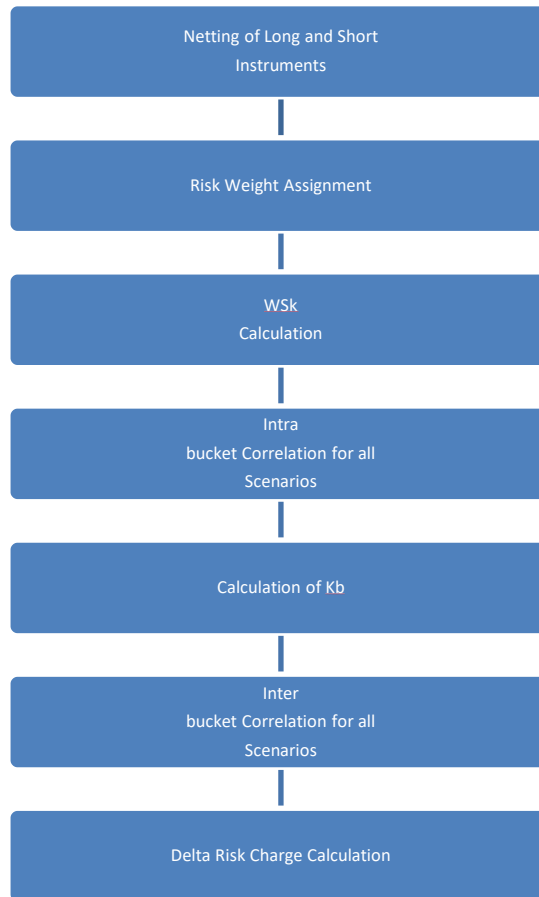 Netting of Long and Short
Instruments
Risk Weight Assignment
WSk
Calculation
Intra
bucket Correlation for all
Scenarios
Calculation of Kb
Inter
bucket Correlation for all
Scenarios
Delta Risk Charge Calculation